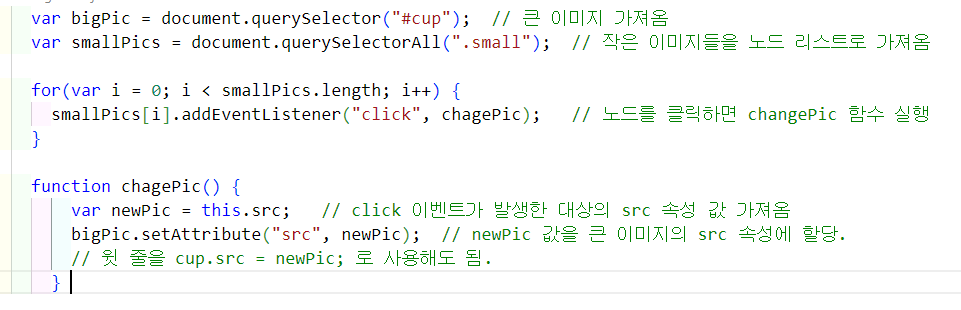 var bigPic = document.querySelector("#cup");  // 큰 이미지 가져옴
var smallPics = document.querySelectorAll(".small");  // 작은 이미지들을 노드 리스트로 가져옴
for(var i = 0; i < smallPics.length; i++) {
smallPics[i].addEventListener("click", chagePic);   // 노드를 클릭하면 changePic 함수 실행
}
function chagePic() {
var newPic = this.src;   // click 이벤트가 발생한 대상의 src 속성 값 가져옴
bigPic.setAttribute("src", newPic);  // newPic 값을 큰 이미지의 src 속성에 할당.
// 윗 줄을 cup.src = newPic; 로 사용해도 됨.
}